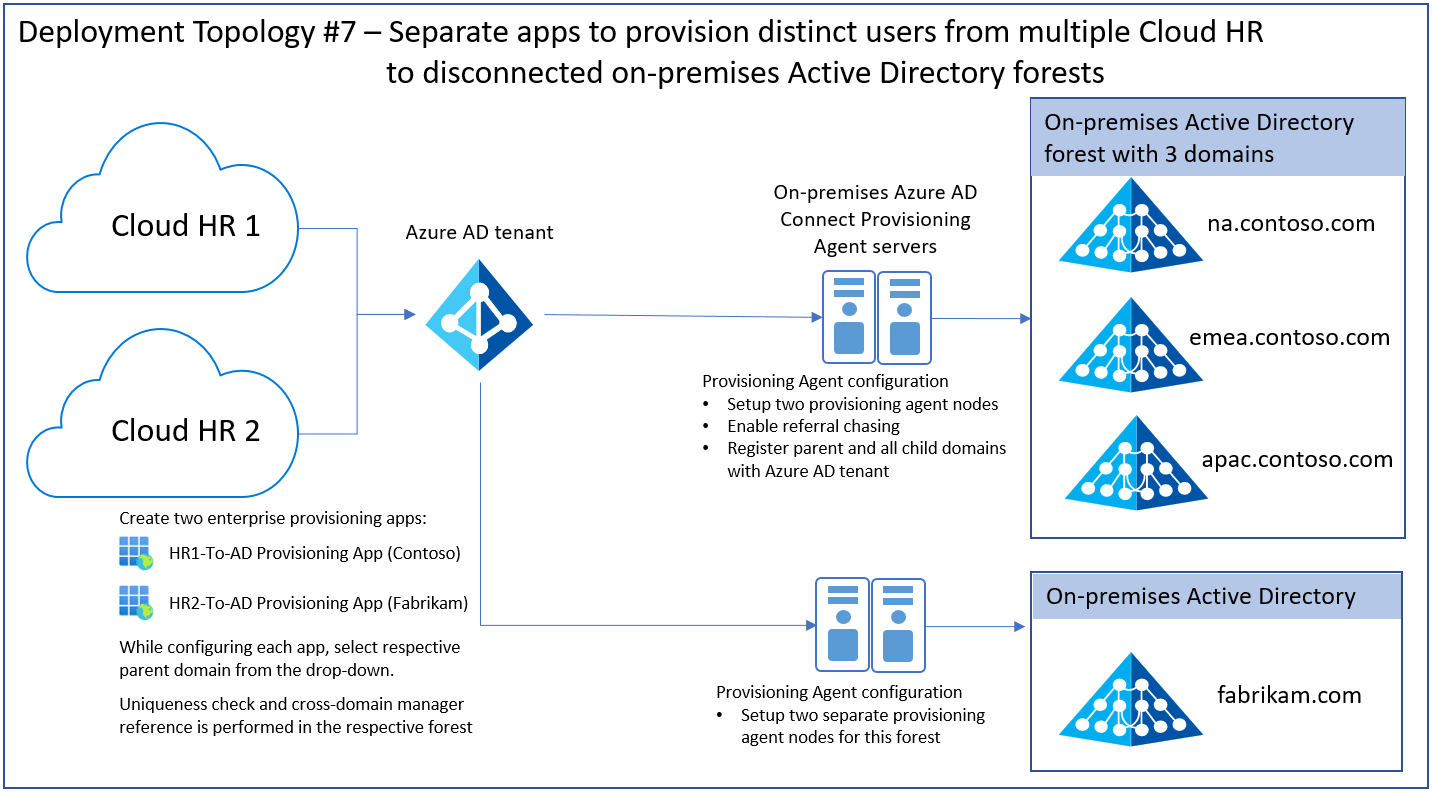 Deployment Topology #7 – Separate apps to provision distinct users from multiple Cloud HR
to disconnected on-premises Active Directory forests
Cloud HR 1
Cloud HR 2
Azure AD tenant
On-premises Azure AD
Connect Provisioning
Agent servers
Provisioning Agent configuration
• Setup two provisioning agent nodes
• Enable referral chasing
• Register parent and all child domains
with Azure AD tenant
On-premises Active Directory
forest with 3 domains
na.contoso.com
emea.contoso.com
apac.contoso.com
Create two enterprise provisioning apps:
HR1-To-AD Provisioning App (Contoso)
HR2-To-AD Provisioning App (Fabrikam)
While configuring each app, select respective
parent domain from the drop-down.
Uniqueness check and cross-domain manager
reference is performed in the respective forest
Provisioning Agent configuration
• Setup two separate provisioning
agent nodes for this forest
On-premises Active Directory
fabrikam.com